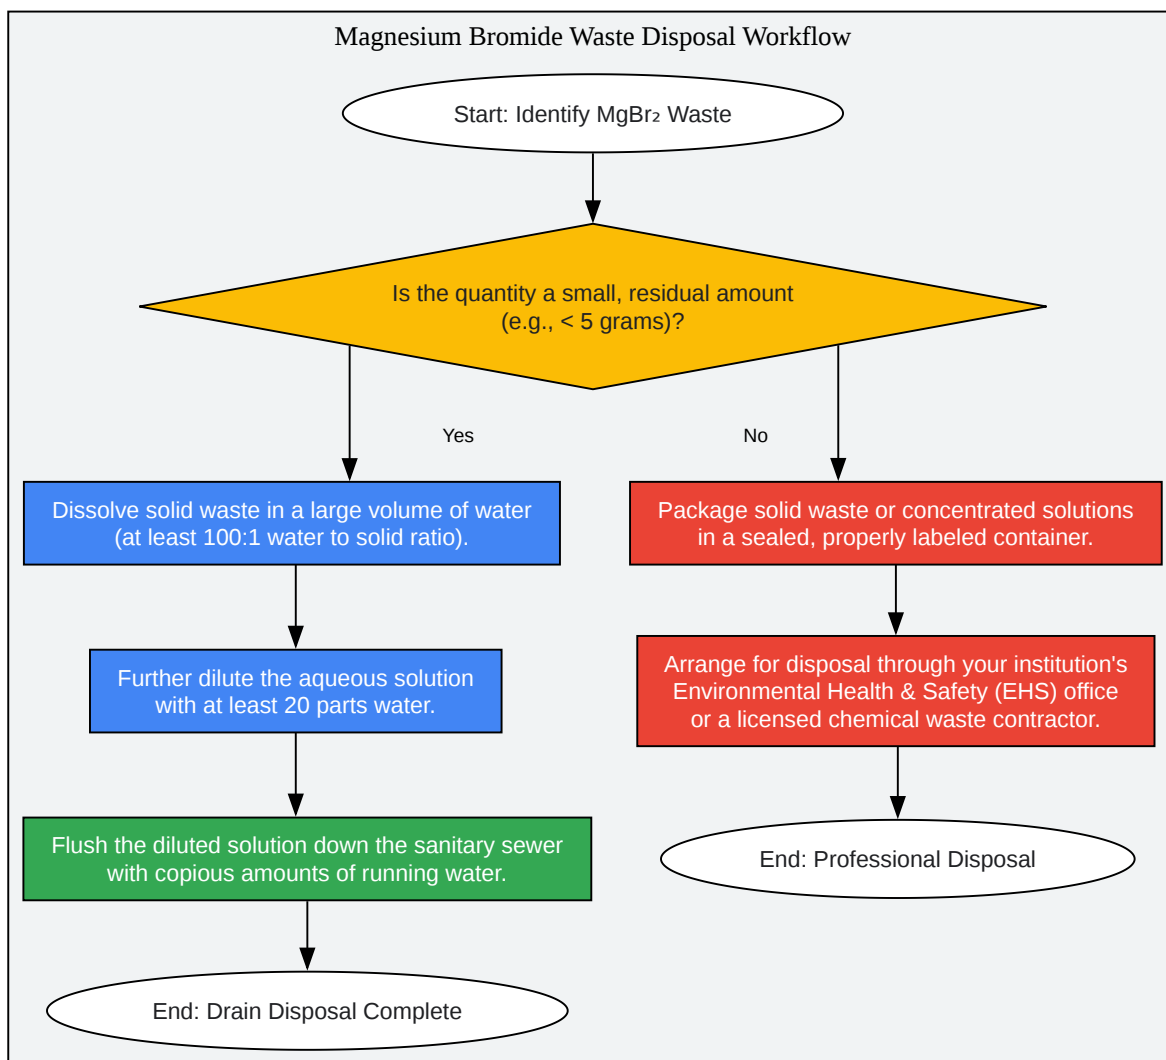 Magnesium Bromide Waste Disposal Workflow
Start: Identify MgBr₂ Waste
Is the quantity a small, residual amount
(e.g., < 5 grams)?
Yes
No
Dissolve solid waste in a large volume of water
(at least 100:1 water to solid ratio).
Package solid waste or concentrated solutions
in a sealed, properly labeled container.
Further dilute the aqueous solution
with at least 20 parts water.
Arrange for disposal through your institution's
Environmental Health & Safety (EHS) office
or a licensed chemical waste contractor.
Flush the diluted solution down the sanitary sewer
with copious amounts of running water.
End: Professional Disposal
End: Drain Disposal Complete